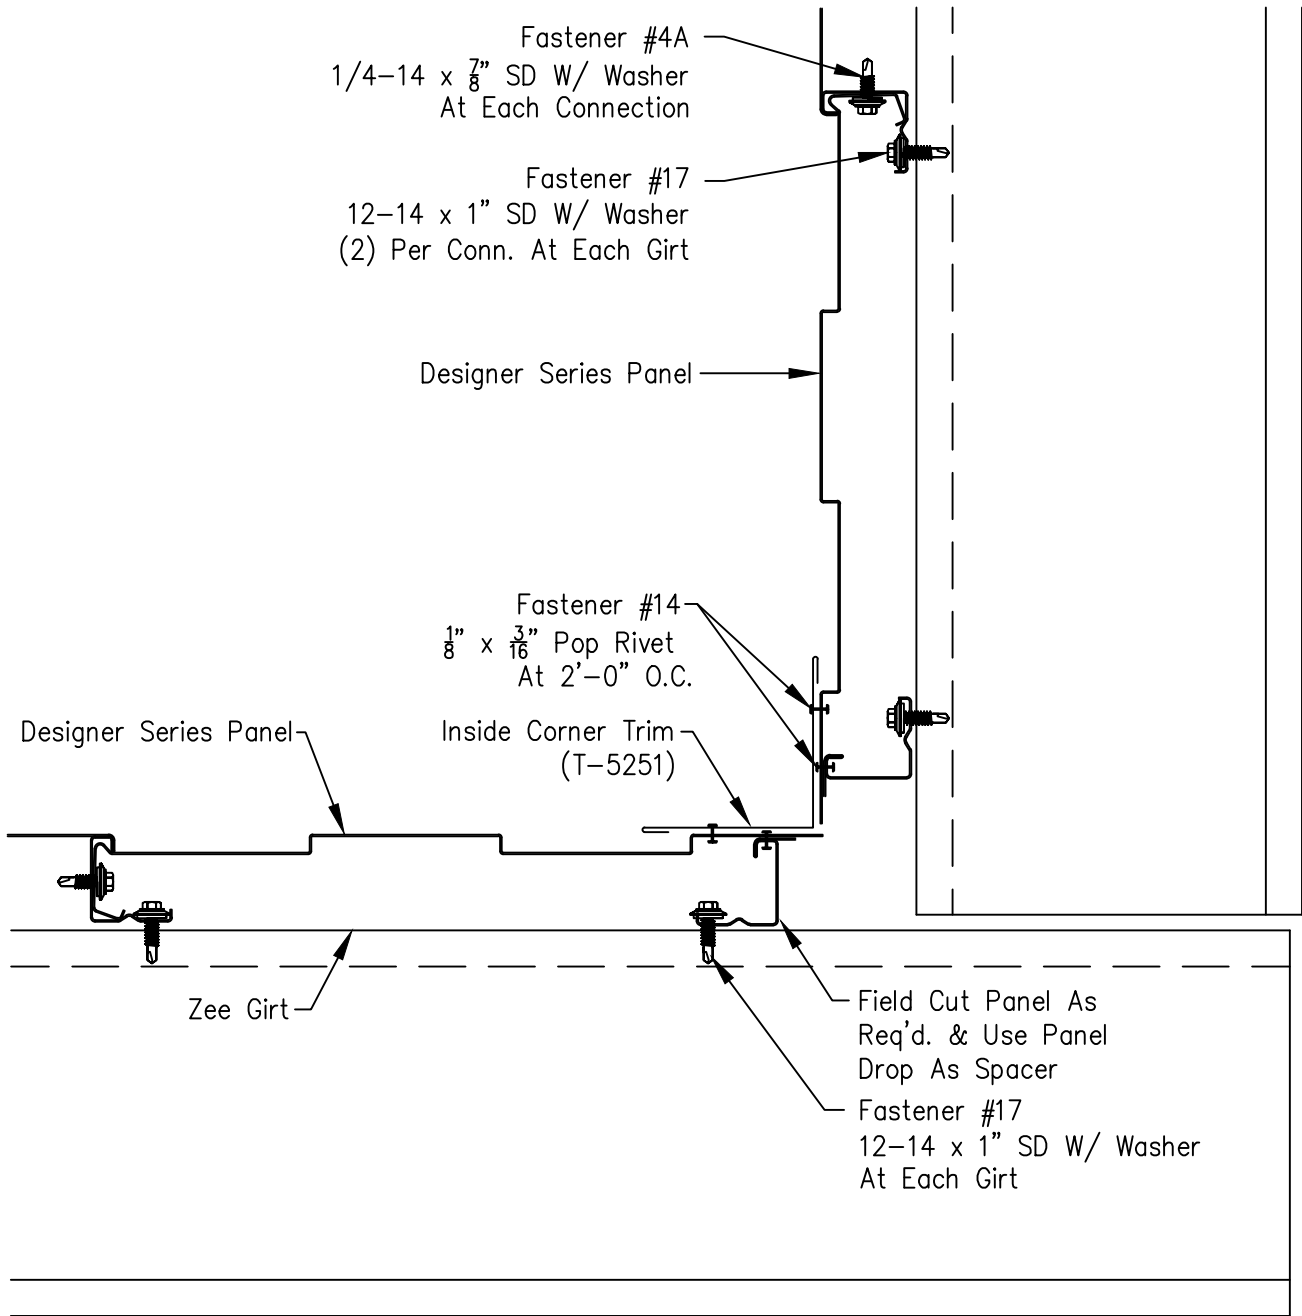 Fastener #4A
1/4-14 x 7/8" SD W/ Washer
At Each Connection
Fastener #17
12-14 x 1" SD W/ Washer
(2) Per Conn. At Each Girt
Designer Series Panel
Fastener #14
1/8" x 3/16" Pop Rivet
At 2'-0" O.C.
Designer Series Panel
Inside Corner Trim
(T-5251)
Zee Girt
Field Cut Panel As
Req'd. & Use Panel
Drop As Spacer
Fastener #17
12-14 x 1" SD W/ Washer
At Each Girt